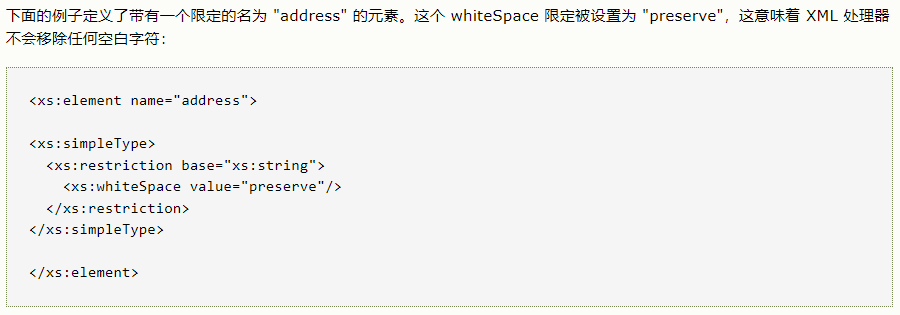 下面的例子定义了带有一个限定的名为 "address" 的元素。这个 whiteSpace 限定被设置为 "preserve"，这意味着 XML 处理器
不会移除任何空白字符：
<xs:element name="address">
<xs:simpleType>
  <xs:restriction base="xs:string">
    <xs:whiteSpace value="preserve"/>
  </xs:restriction>
</xs:simpleType>
</xs:element>